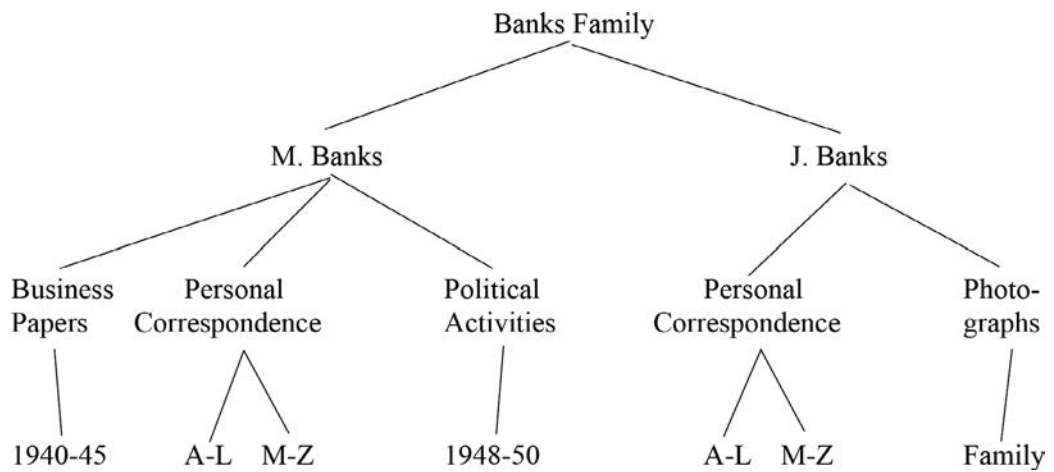 Banks Family
M. Banks
J. Banks
Business
Papers
Personal
Correspondence
Political
Activities
Personal
Correspondence
Photo-
graphs
1940-45
A-L
M-Z
1948-50
A-L
M-Z
Family